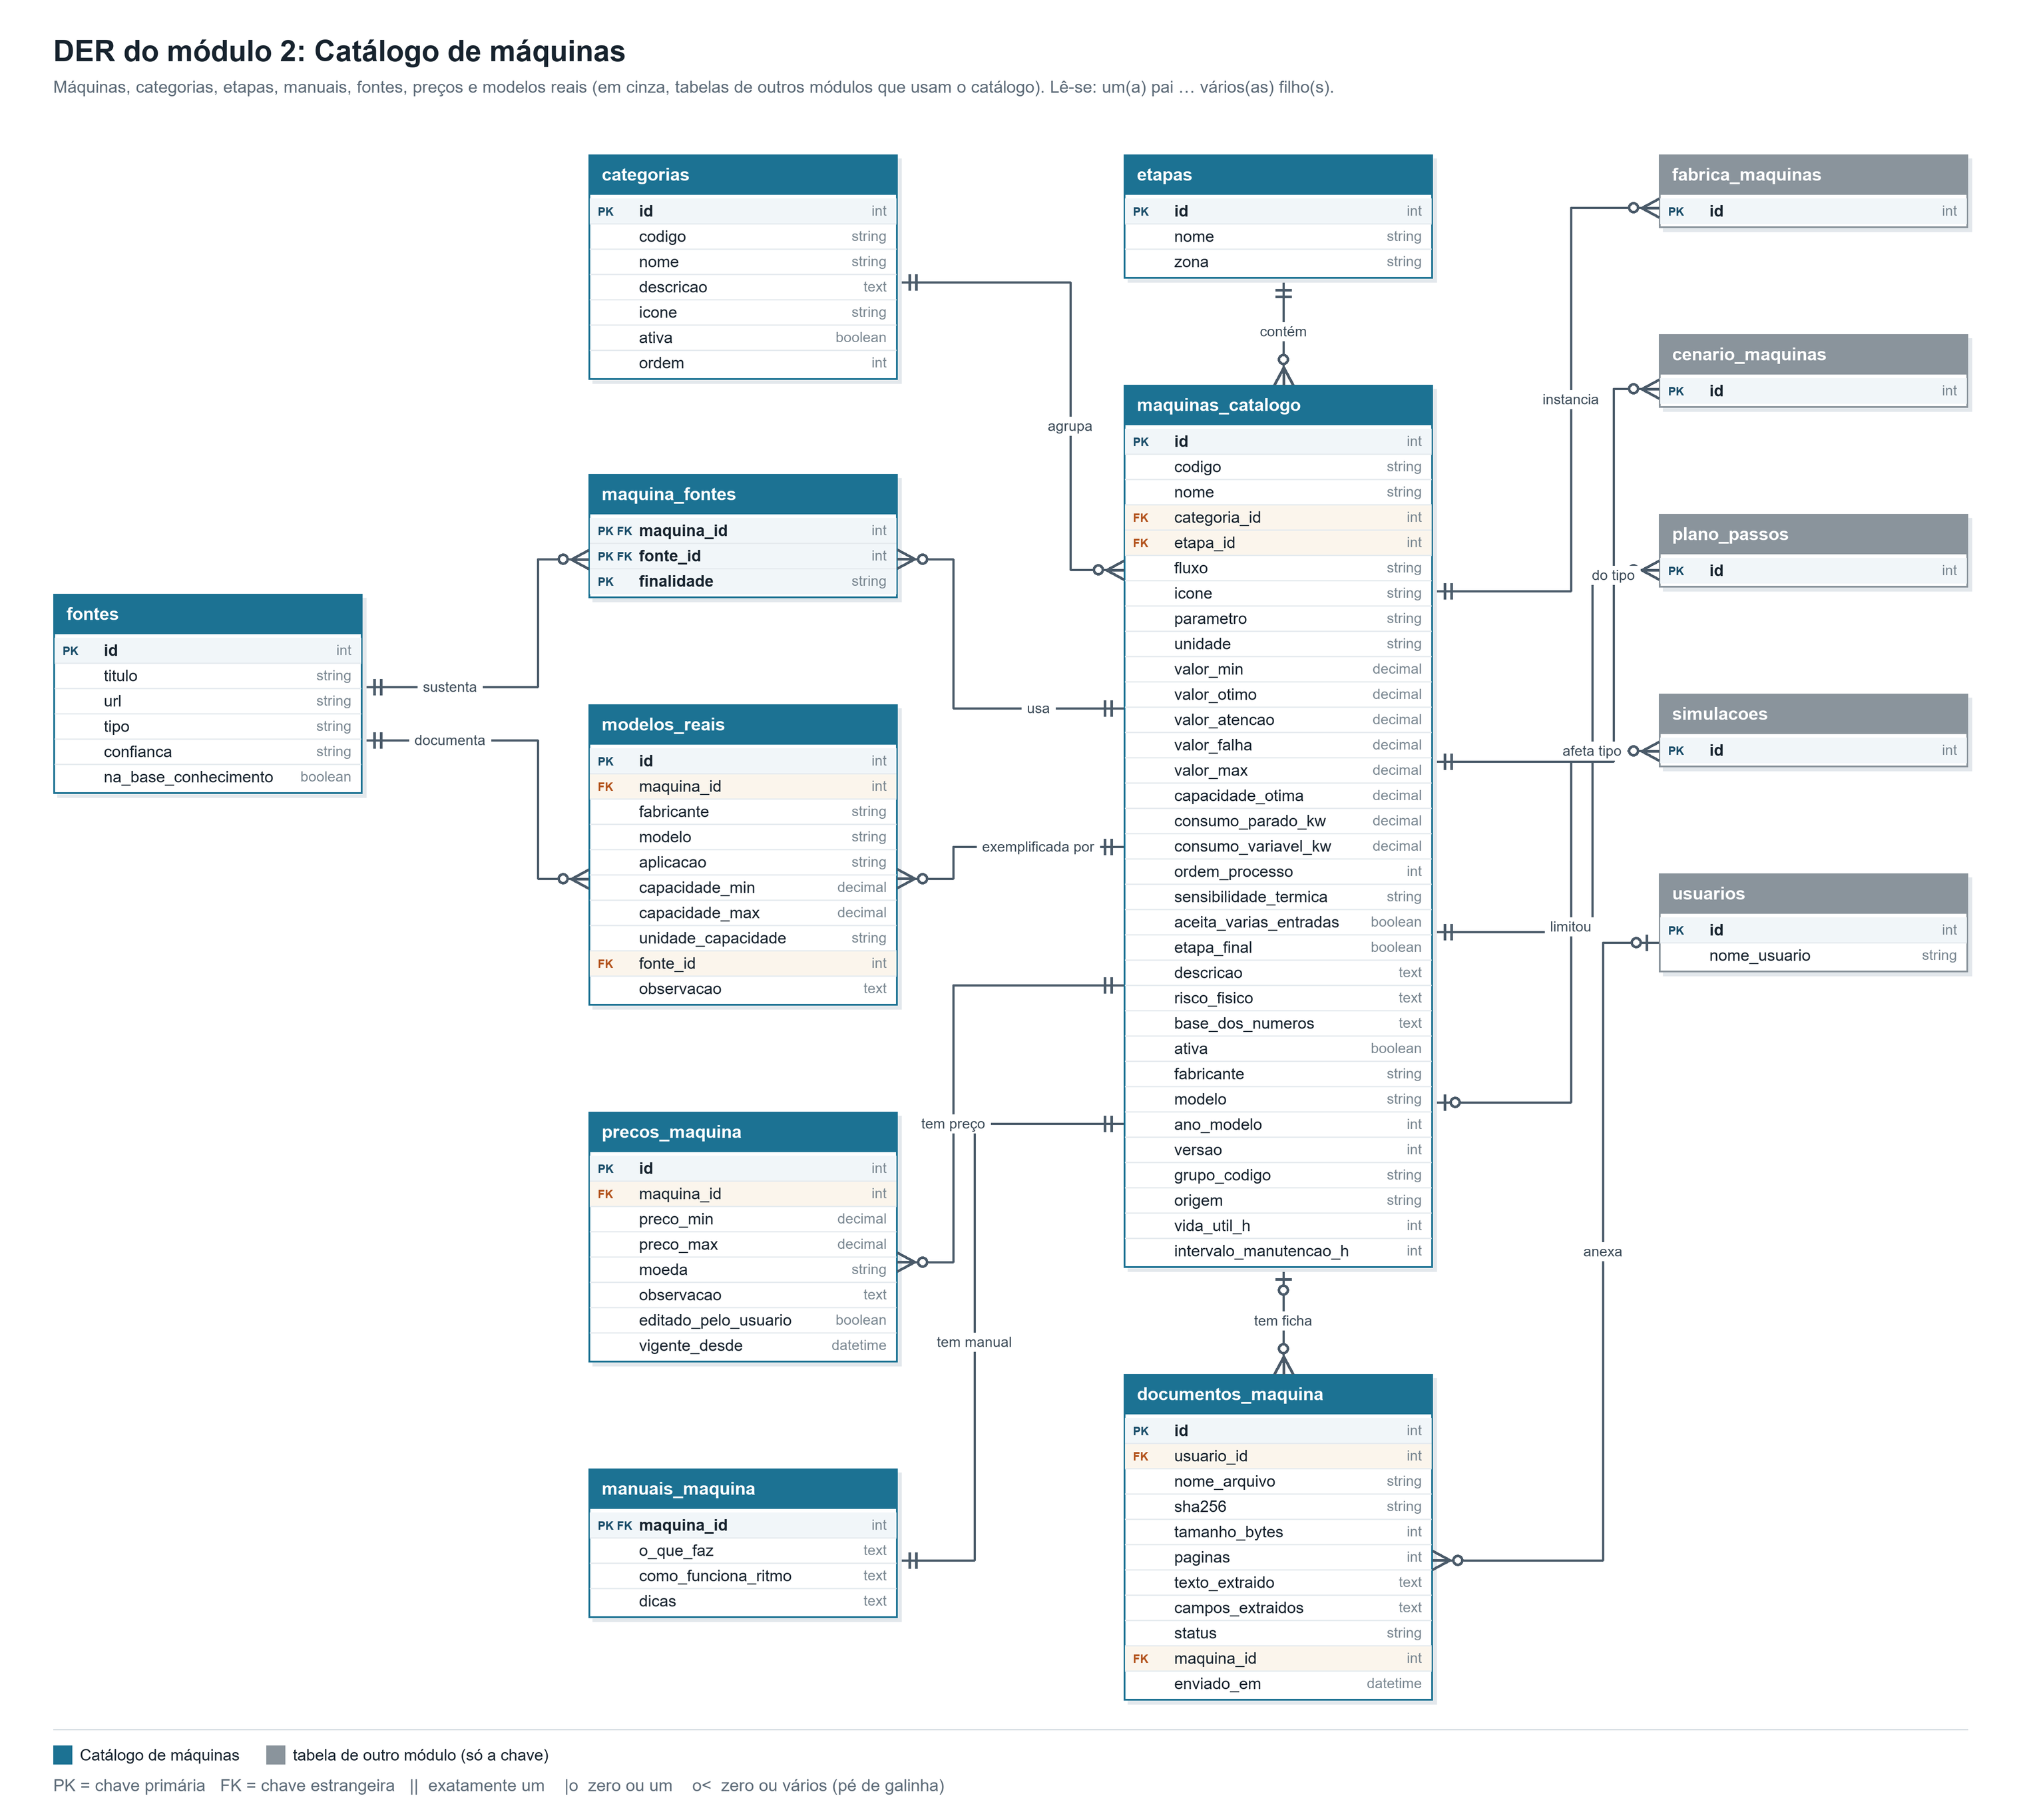 DER do módulo 2: Catálogo de máquinas
Máquinas, categorias, etapas, manuais, fontes, preços e modelos reais (em cinza, tabelas de outros módulos que usam o catálogo). Lê-se: um(a) pai … vários(as) filho(s).
categorias
PK id int
codigo string
nome string
descricao text
icone string
ativa boolean
ordem int
etapas
PK id int
nome string
zona string
fabrica_maquinas
PK id int
cenario_maquinas
PK id int
plano_passos
PK id int
simulacoes
PK id int
usuarios
PK id int
nome_usuario string
contém
agrupa
instancia
do tipo
afeta tipo
limitou
anexa
maquina_fontes
PK FK maquina_id int
PK FK fonte_id int
PK finalidade string
fontes
PK id int
titulo string
url string
tipo string
confianca string
na_base_conhecimento boolean
sustenta
documenta
usa
exemplificada por
tem preço
tem manual
tem ficha
modelos_reais
PK id int
FK maquina_id int
fabricante string
modelo string
aplicacao string
capacidade_min decimal
capacidade_max decimal
unidade_capacidade string
FK fonte_id int
observacao text
maquinas_catalogo
PK id int
codigo string
nome string
FK categoria_id int
FK etapa_id int
fluxo string
icone string
parametro string
unidade string
valor_min decimal
valor_otimo decimal
valor_atencao decimal
valor_falha decimal
valor_max decimal
capacidade_otima decimal
consumo_parado_kw decimal
consumo_variavel_kw decimal
ordem_processo int
sensibilidade_termica string
aceita_varias_entradas boolean
etapa_final boolean
descricao text
risco_fisico text
base_dos_numeros text
ativa boolean
fabricante string
modelo string
ano_modelo int
versao int
grupo_codigo string
origem string
vida_util_h int
intervalo_manutencao_h int
precos_maquina
PK id int
FK maquina_id int
preco_min decimal
preco_max decimal
moeda string
observacao text
editado_pelo_usuario boolean
vigente_desde datetime
manuais_maquina
PK FK maquina_id int
o_que_faz text
como_funciona_ritmo text
dicas text
documentos_maquina
PK id int
FK usuario_id int
nome_arquivo string
sha256 string
tamanho_bytes int
paginas int
texto_extraido text
campos_extraidos text
status string
FK maquina_id int
enviado_em datetime
Catálogo de máquinas tabela de outro módulo (só a chave)
PK = chave primária FK = chave estrangeira || exatamente um |o zero ou um o< zero ou vários (pé de galinha)